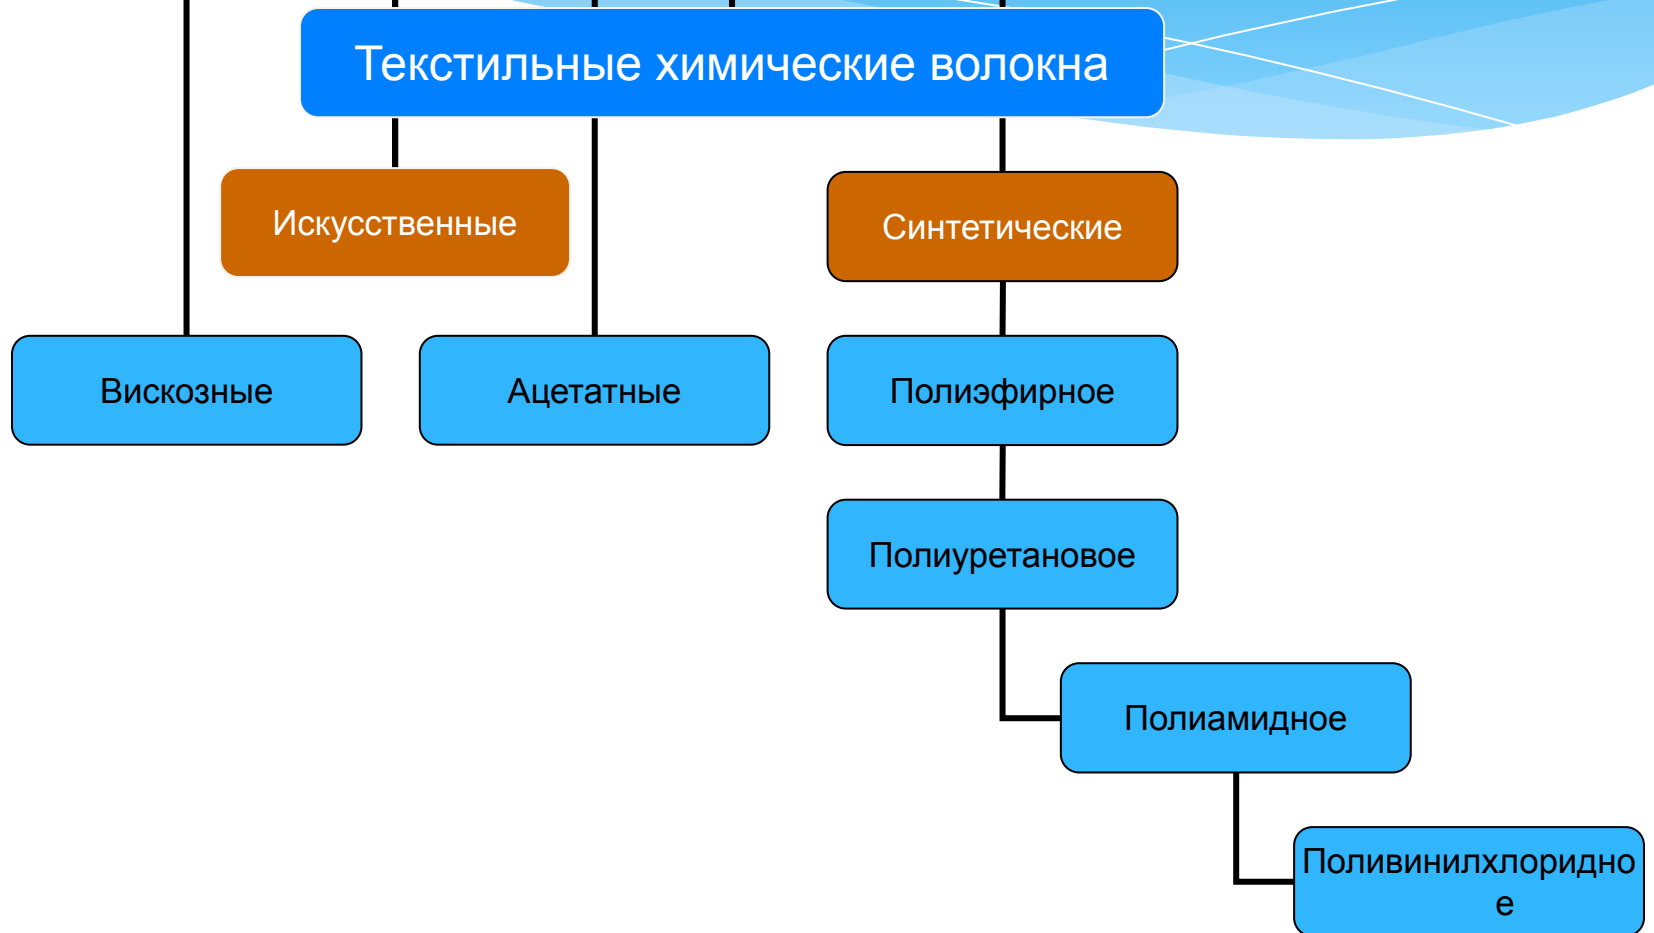 Текстильные химические волокна
Искусственные
Синтетические
Вискозные
Ацетатные
Полиэфирное
Полиуретановое
Полиамидное
Поливинилхлоридно
е